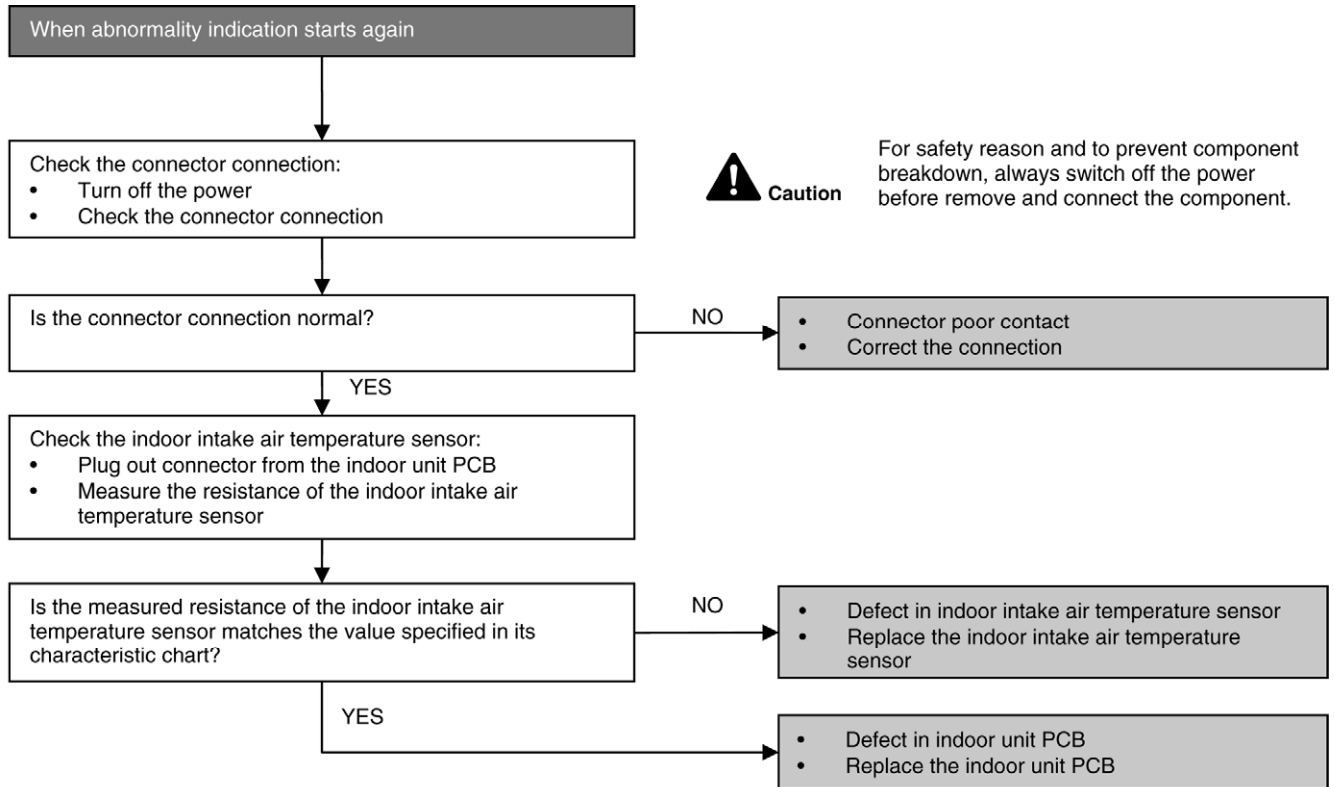 When abnormality indication starts again
Check the connector connection:
• Turn off the power
• Check the connector connection
Caution
For safety reason and to prevent component
breakdown, always switch off the power
before remove and connect the component.
Is the connector connection normal?
NO
• Connector poor contact
• Correct the connection
YES
Check the indoor intake air temperature sensor:
• Plug out connector from the indoor unit PCB
• Measure the resistance of the indoor intake air
temperature sensor
Is the measured resistance of the indoor intake air
temperature sensor matches the value specified in its
characteristic chart?
NO
• Defect in indoor intake air temperature sensor
• Replace the indoor intake air temperature
sensor
YES
• Defect in indoor unit PCB
• Replace the indoor unit PCB